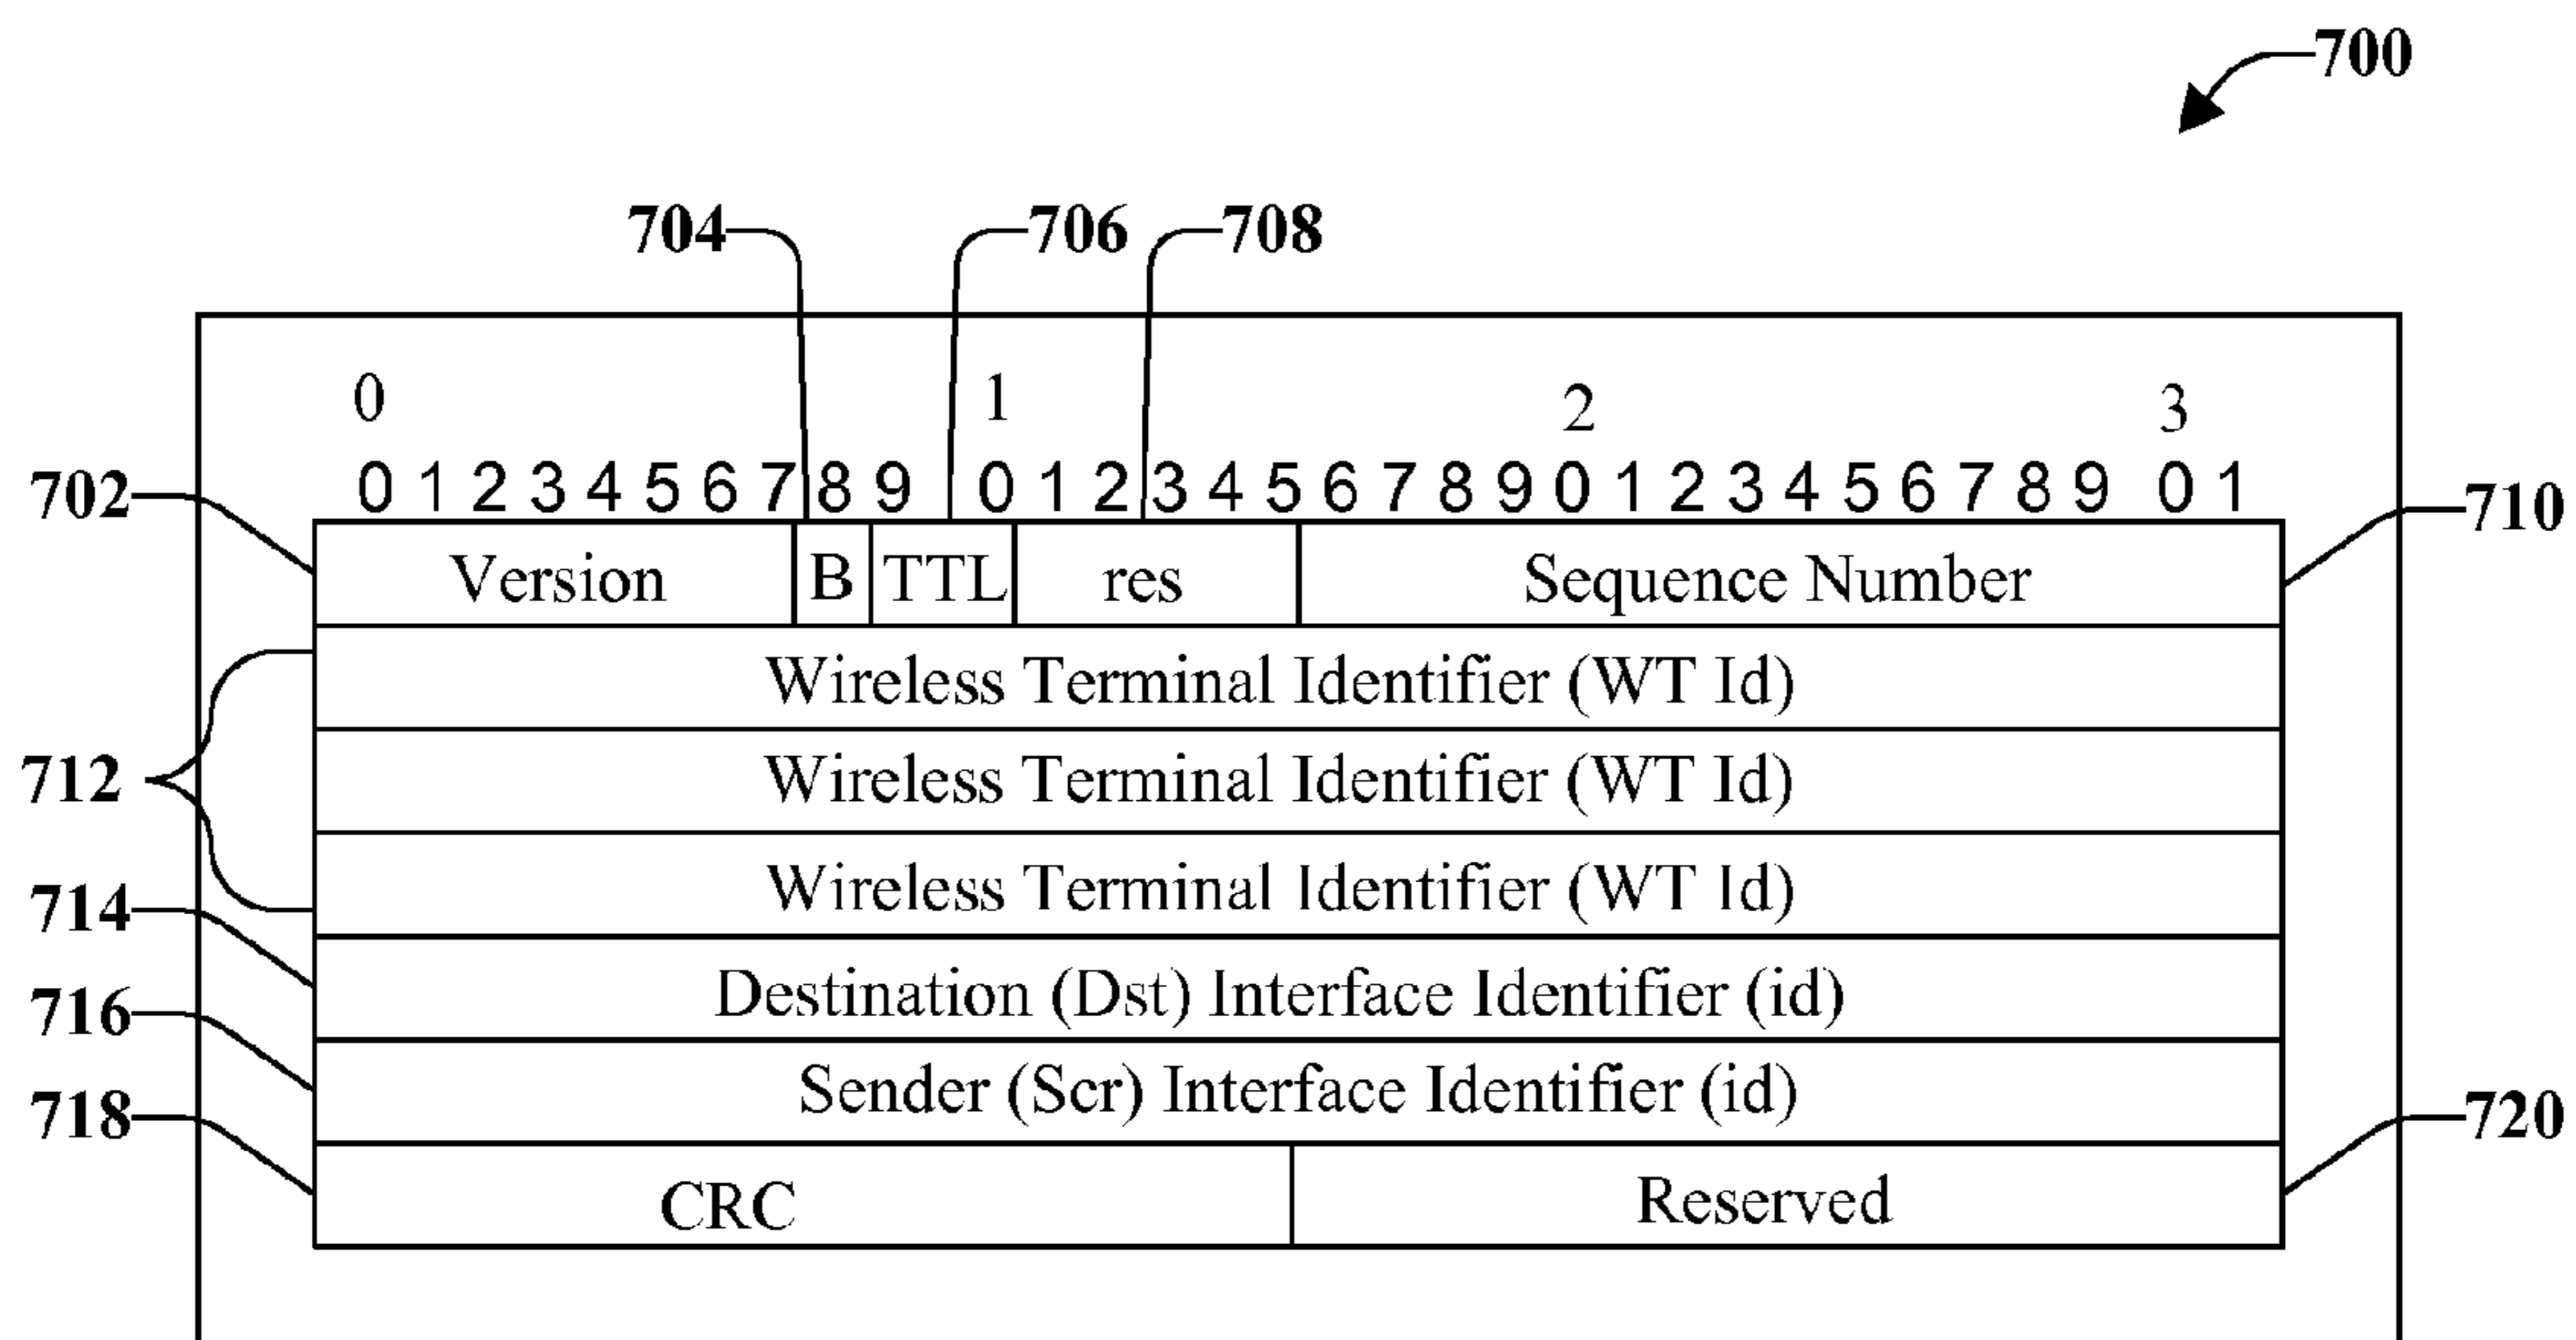 700
704 706 708
0 1 2 3
0 1 2 3 4 5 6 7 8 9 0 1 2 3 4 5 6 7 8 9 0 1 2 3 4 5 6 7 8 9 0 1
702 710
Version B TTL res Sequence Number
Wireless Terminal Identifier (WT Id)
712 Wireless Terminal Identifier (WT Id)
Wireless Terminal Identifier (WT Id)
714
Destination (Dst) Interface Identifier (id)
716
Sender (Scr) Interface Identifier (id)
718 720
CRC Reserved